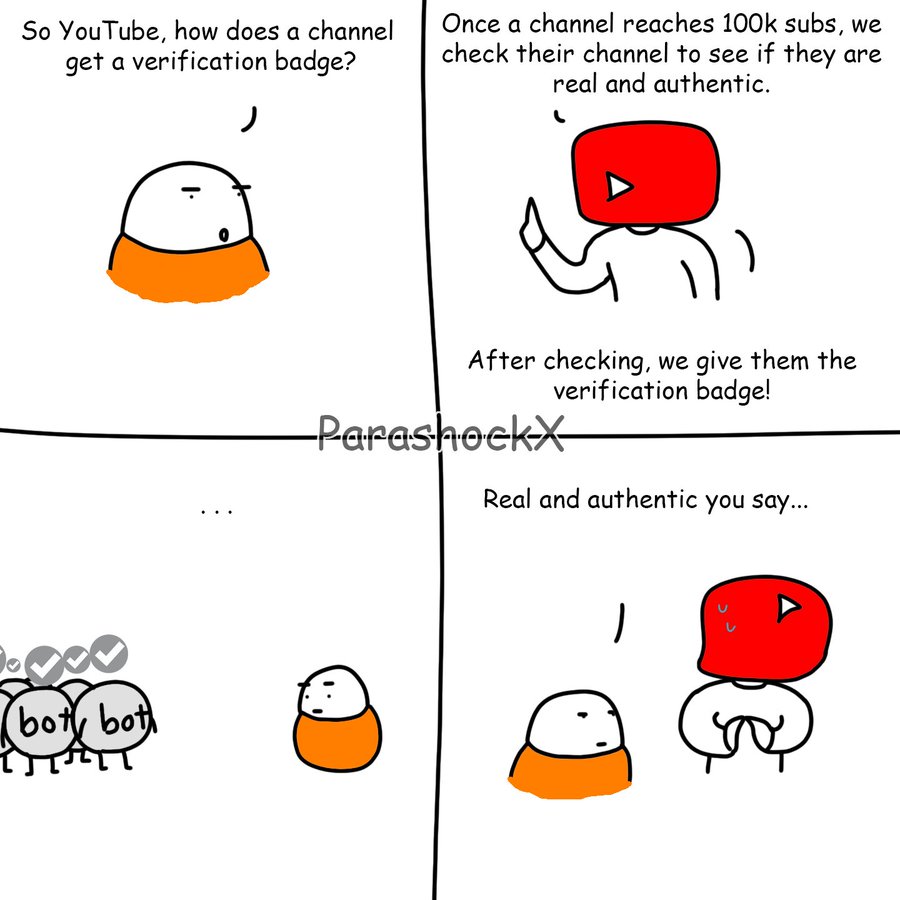 So YouTube, how does a channel
get a verification badge?
Once a channel reaches 100k subs, we
check their channel to see if they are
real and authentic.
After checking, we give them the
verification badge!
ParashockX
...
bot bot
Real and authentic you say...